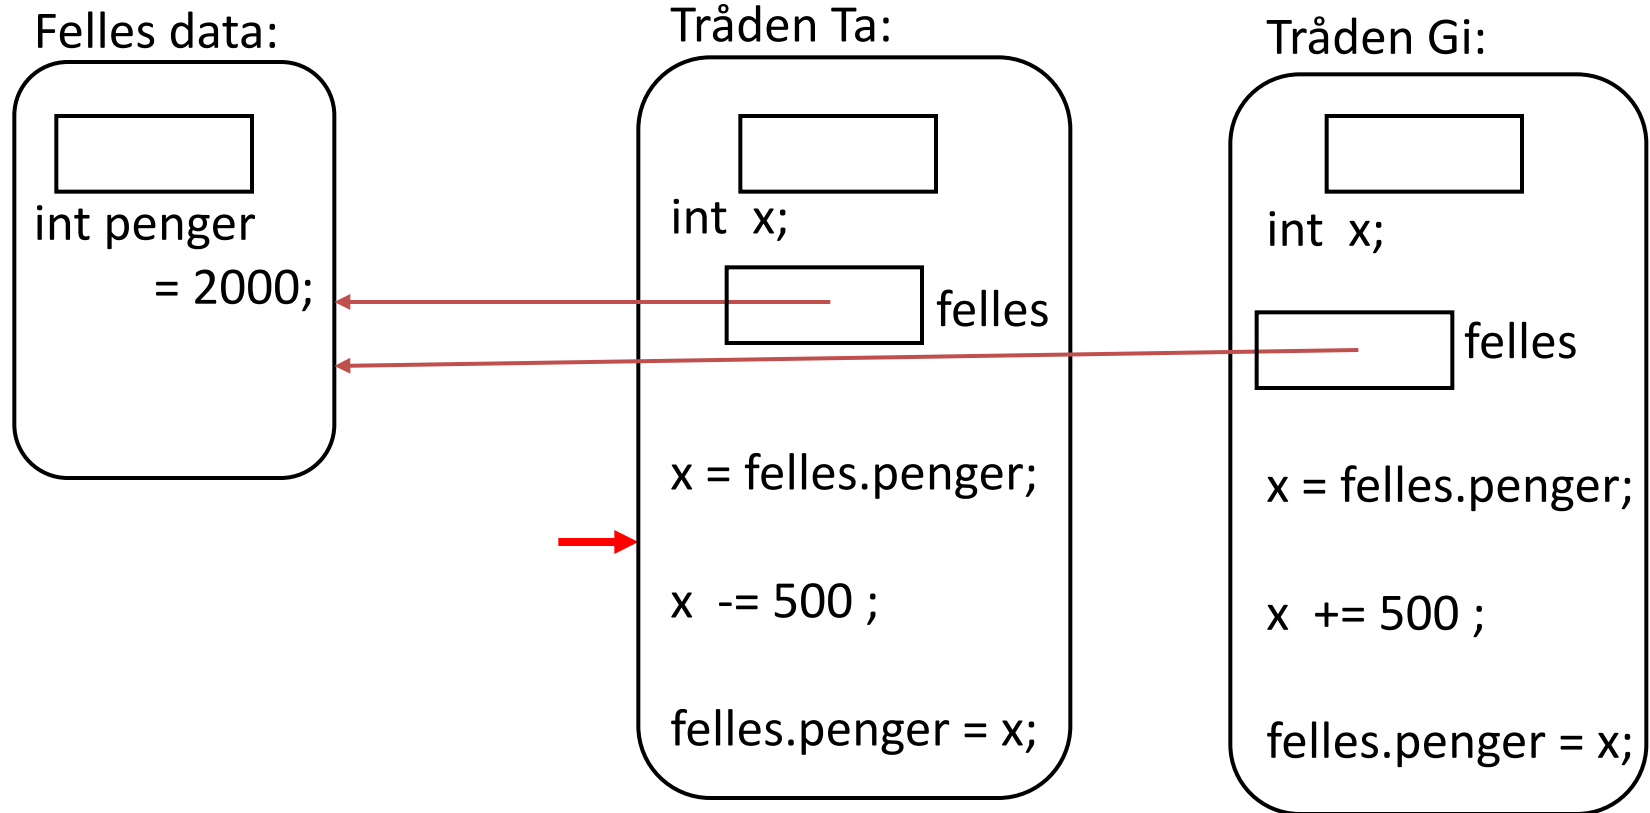 Felles data:
int penger
= 2000;
Tråden Ta:
int x;
felles
x = felles.penger;
x -= 500 ;
felles.penger = x;
Tråden Gi:
int x;
felles
x = felles.penger;
x += 500 ;
felles.penger = x;